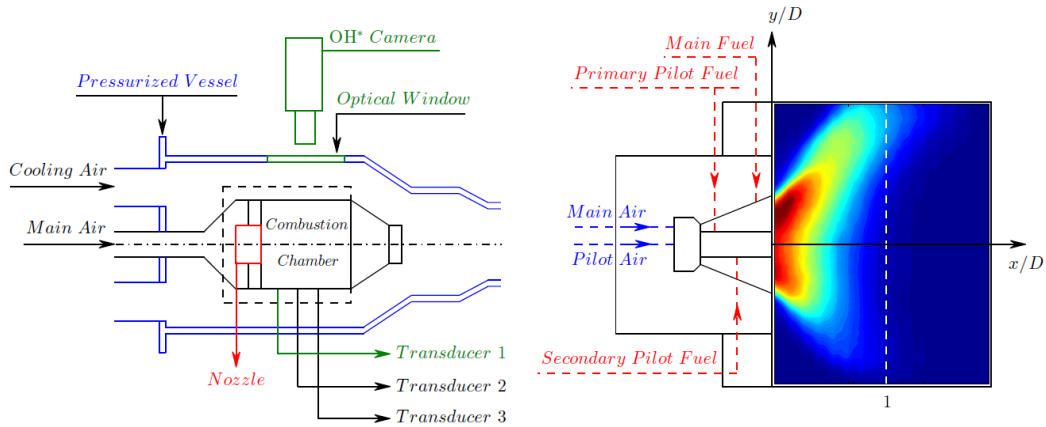 OH* Camera
Pressurized Vessel
Optical Window
Cooling Air
Main Air
Combustion
Chamber
Transducer 1
Nozzle
Transducer 2
Transducer 3
y/D
Main Fuel
Primary Pilot Fuel
Main Air
Pilot Air
x/D
Secondary Pilot Fuel
1